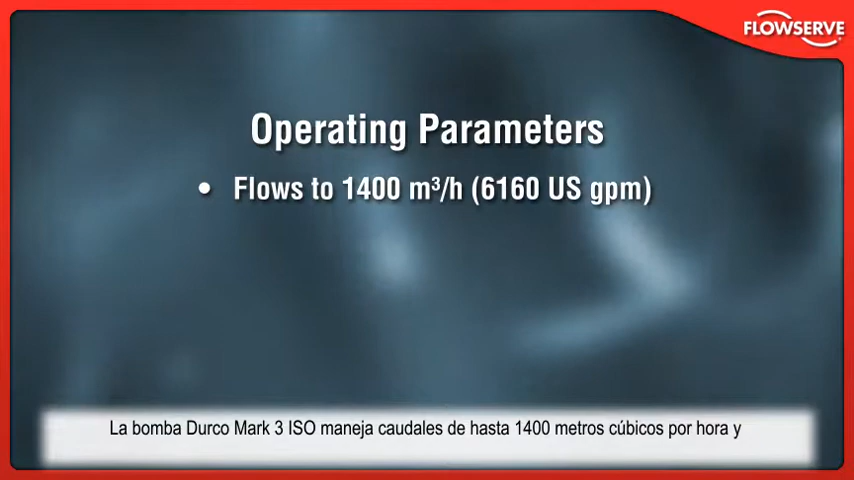 FLOWSERVE
Operating Parameters
• Flows to 1400 m³/h (6160 US gpm)
La bomba Durco Mark 3 ISO maneja caudales de hasta 1400 metros cúbicos por hora y